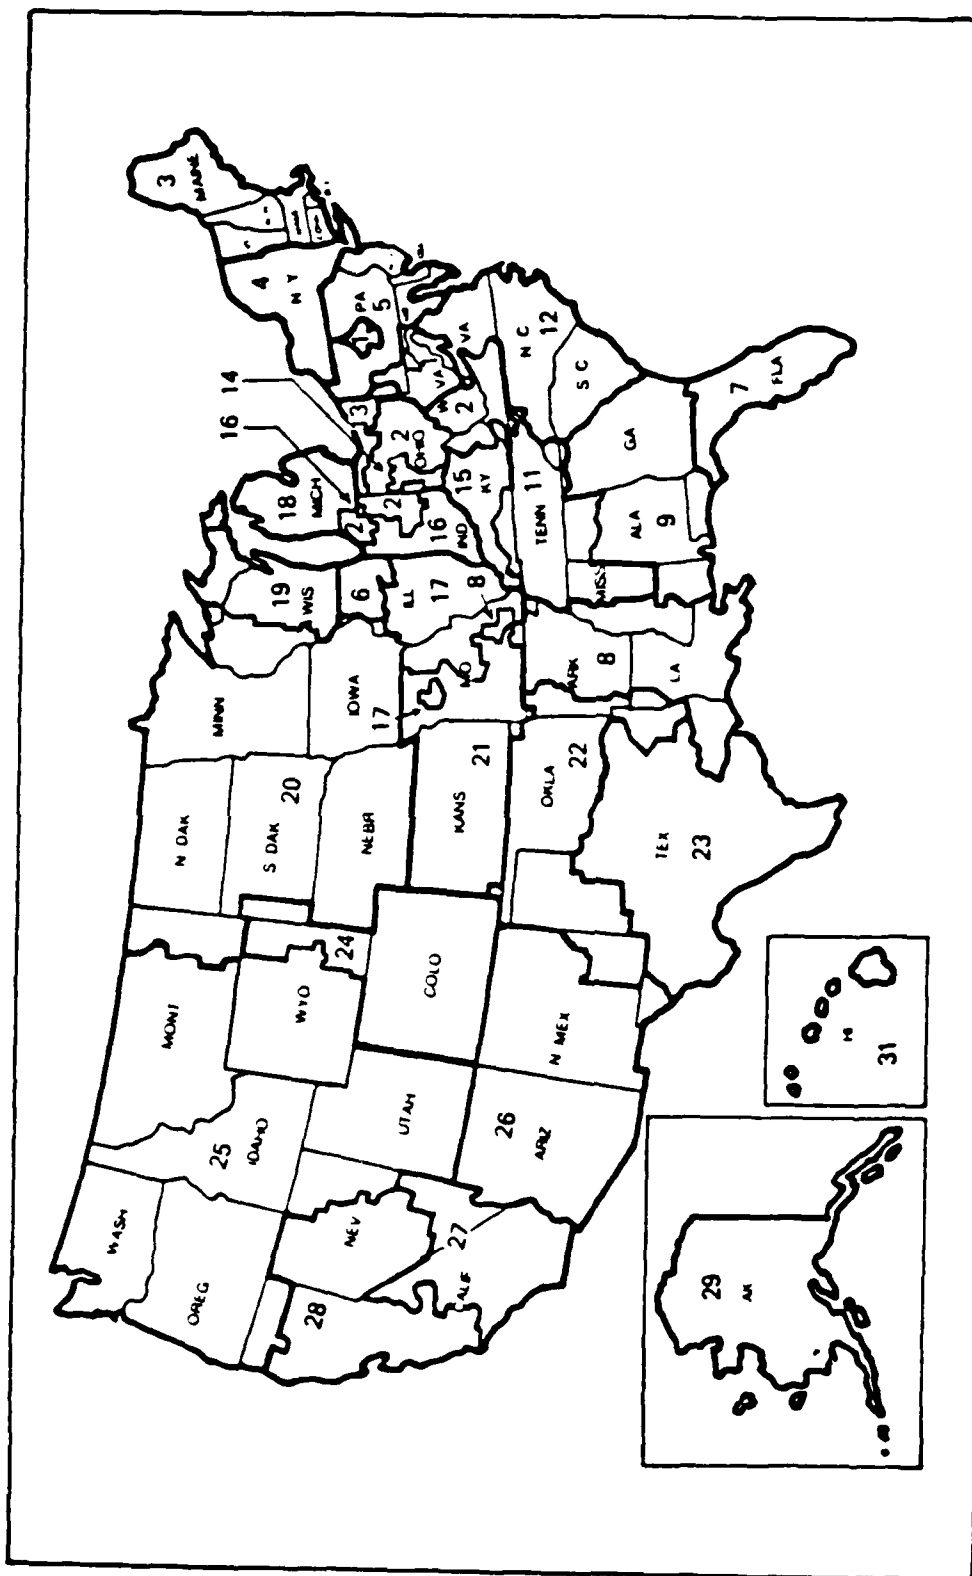 WASH
OREG
MONT
IDAHO
25
WYO
24
N DAK
S DAK
20
NEBR
MINN
IOWA
19
WIS
18
MICH
16
14
4
N Y
3
MAINE
28
NEV
27
CALIF
UTAH
COLO
26
ARIZ
N MEX
KANS
21
OKLA
22
TEX
23
17
MO
8
6
ILL
17
2
16
IND
2
13
2
OHIO
1
PA
5
W VA
2
VA
15
KY
11
TENN
N C
12
S C
ARK
8
LA
MISS
ALA
9
GA
7
FLA
29
AK
HI
31